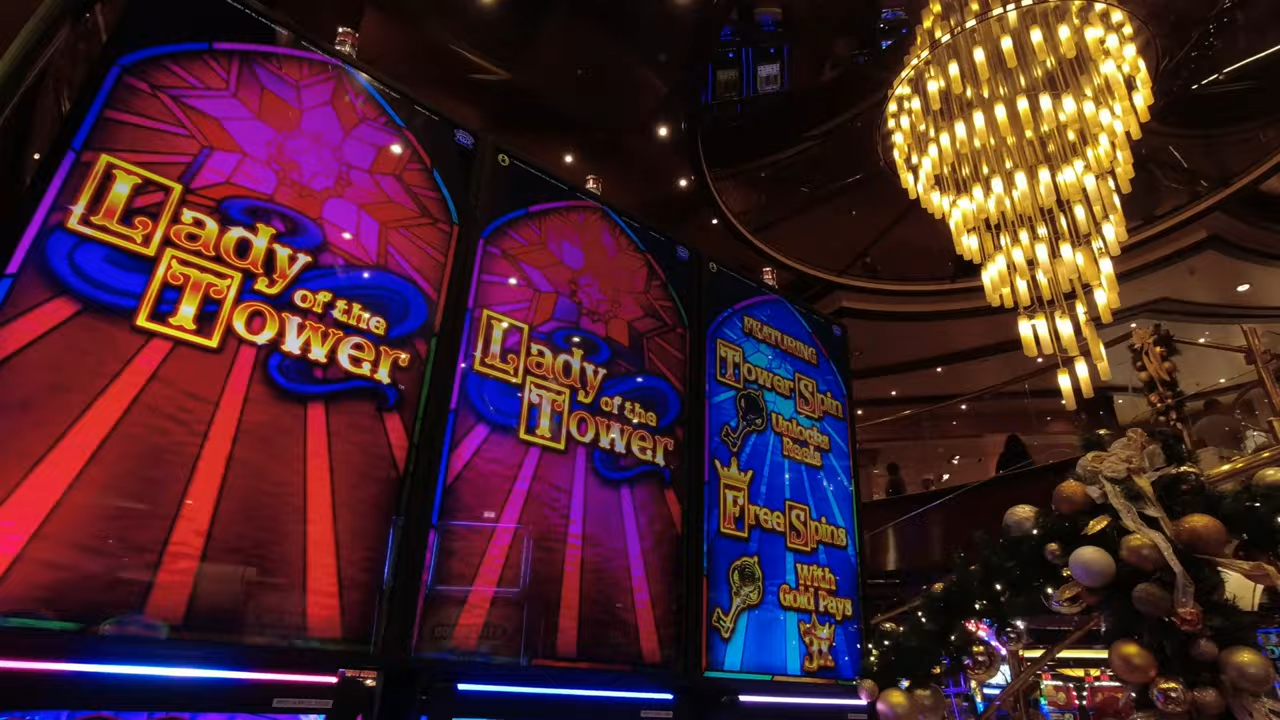 Lady
of the
Tower
Lady
of the
Tower
FEATURING
Tower Spin
Unlocks
Reels
Free Spins
With
Gold Pays